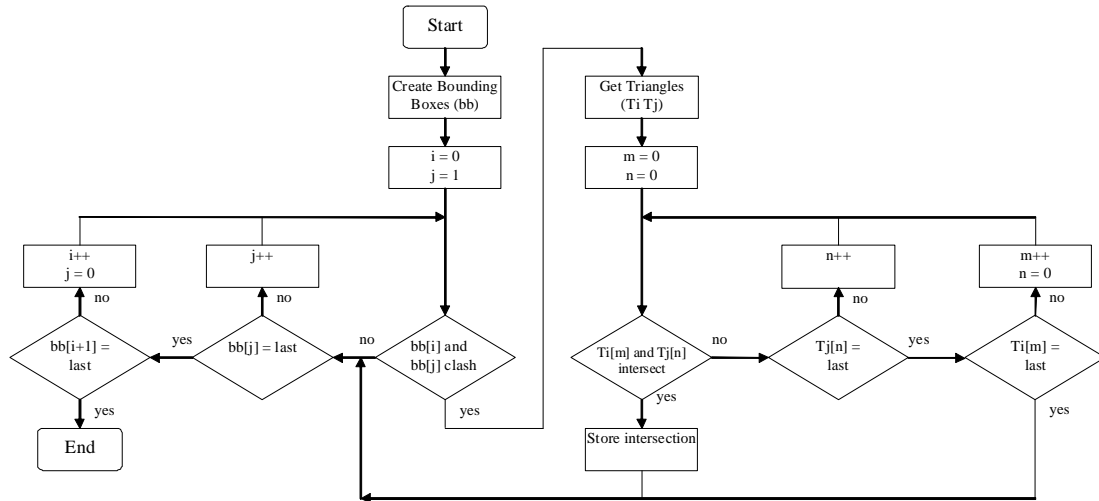 Start
Create Bounding
Boxes (bb)
i = 0
j = 1
Get Triangles
(Ti Tj)
m = 0
n = 0
i++
j = 0
j++
n++
m++
n = 0
no
no
no
no
bb[i+1] =
last
yes
bb[j] = last
no
bb[i] and
bb[j] clash
Ti[m] and Tj[n]
intersect
no
Tj[n] =
last
yes
Ti[m] =
last
yes
yes
yes
yes
End
Store intersection